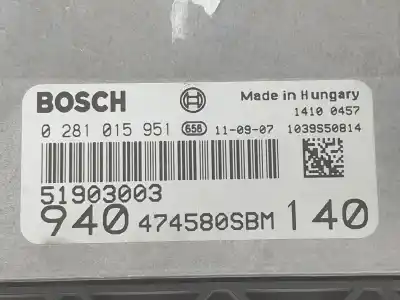 BOSCH
Made in Hungary
1410 0457
0 281 015 951 658 11-09-07 1039S50814
51903003
940 474580SBM 140